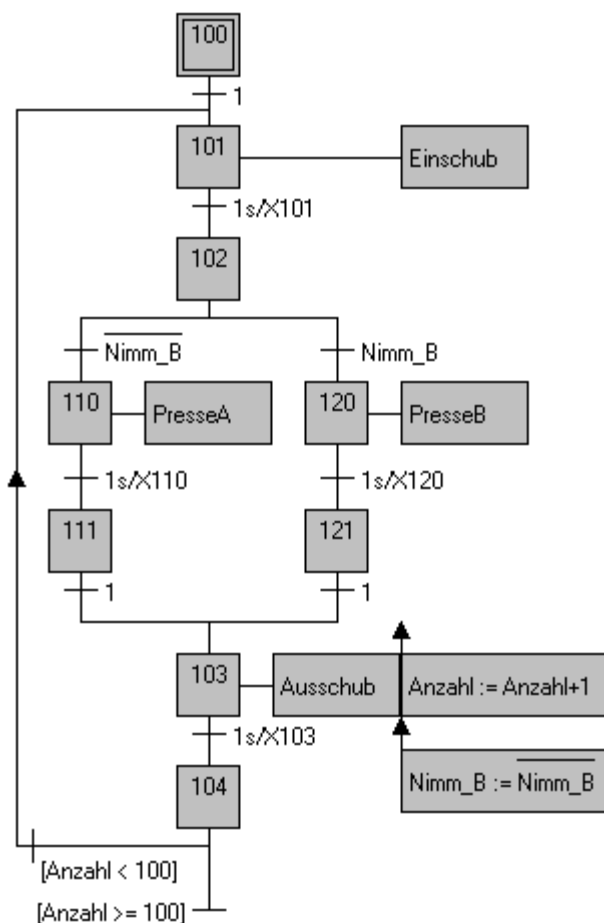 100
1
101
Einschub
1s/X101
102
Nimm_B
Nimm_B
110
PresseA
120
PresseB
1s/X110
1s/X120
111
121
1
1
103
Ausschub
Anzahl := Anzahl+1
1s/X103
104
Nimm_B := Nimm_B
[Anzahl < 100]
[Anzahl >= 100]